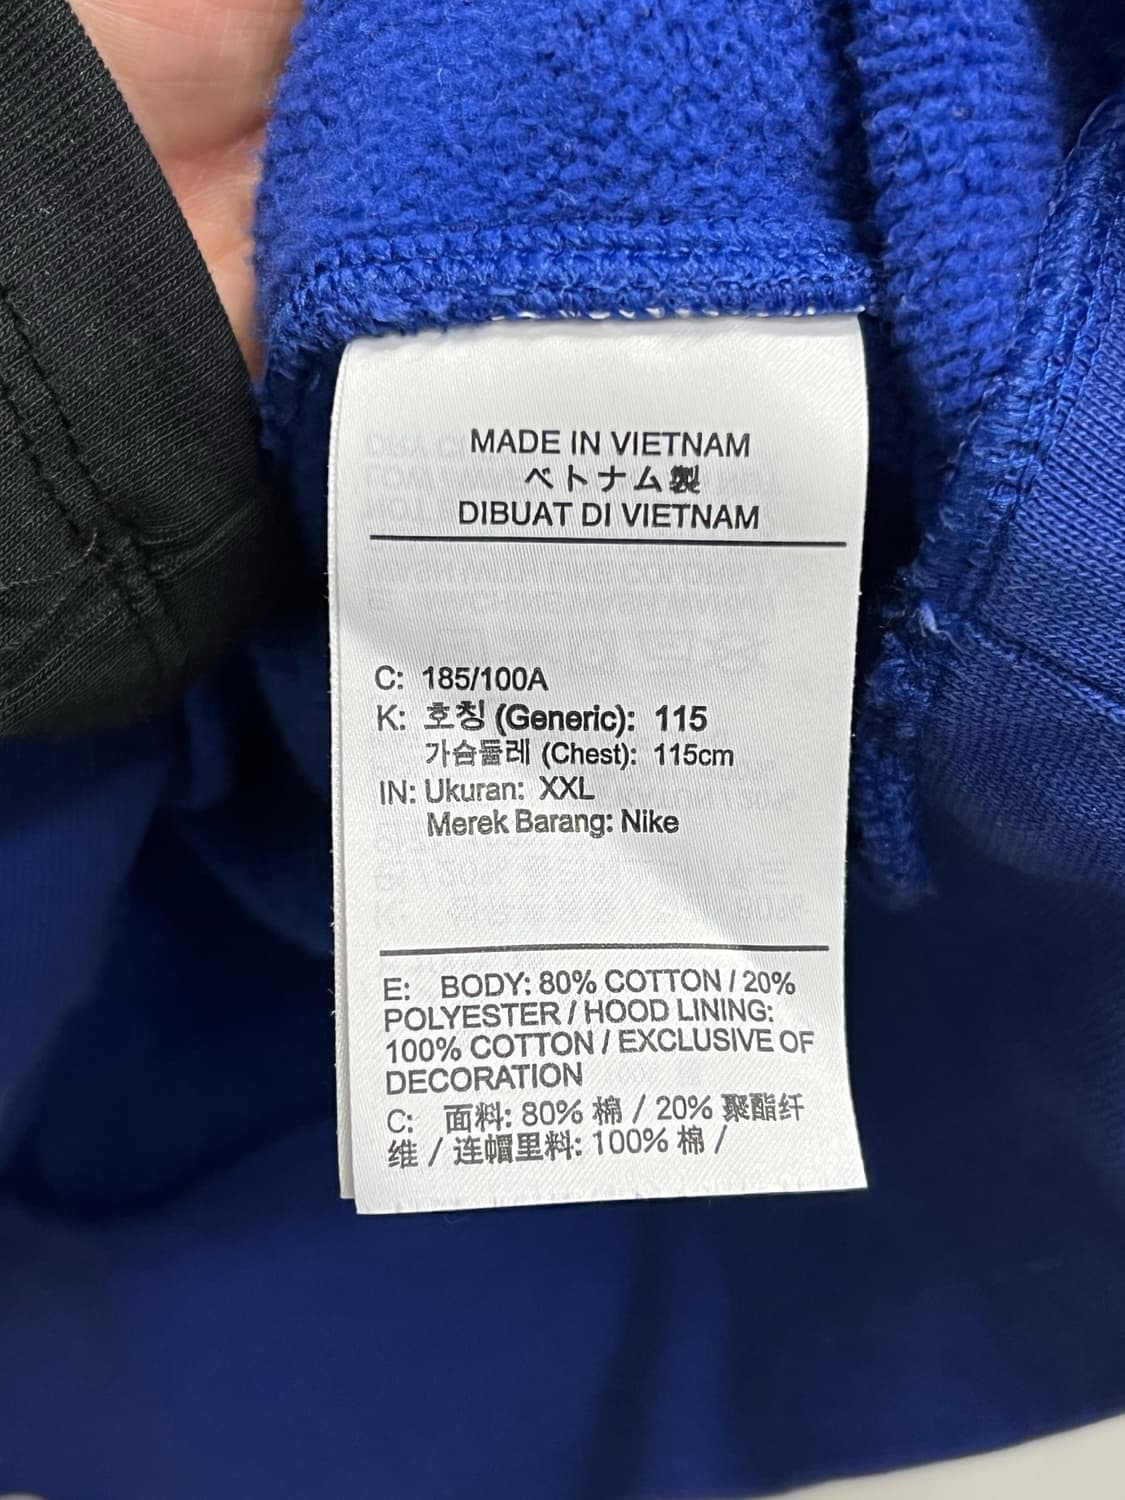 MADE IN VIETNAM
ベトナム製
DIBUAT DI VIETNAM
C: 185/100A
K: 호칭 (Generic): 115
가슴둘레 (Chest): 115cm
IN: Ukuran: XXL
Merek Barang: Nike
E: BODY: 80% COTTON / 20%
POLYESTER / HOOD LINING:
100% COTTON / EXCLUSIVE OF
DECORATION
C: 面料: 80% 棉 / 20% 聚酯纤
维 / 连帽里料: 100% 棉 /